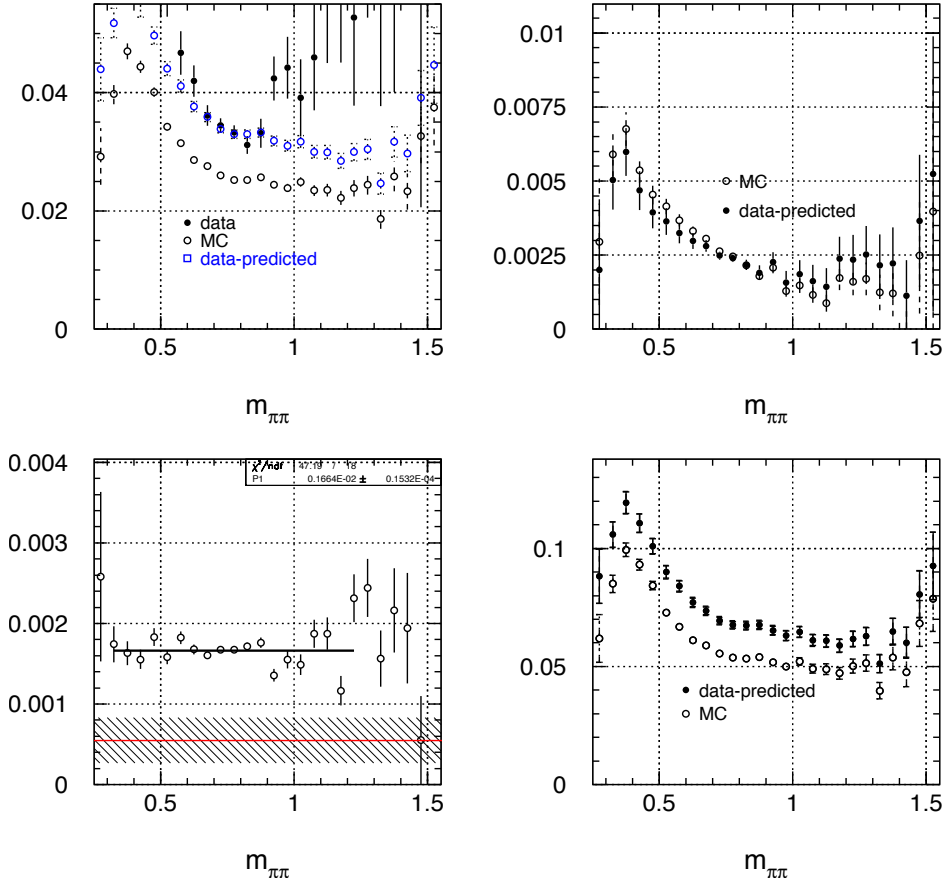 0.04
0.02
0
data
MC
data-predicted
0.5
1
1.5
mππ
0.01
0.0075
0.005
0.0025
0
MC
data-predicted
0.5
1
1.5
mππ
0.004
0.003
0.002
0.001
0
χ²/ndf 47.19 / 18
P1 0.1664E-02 ± 0.1532E-04
0.5
1
1.5
mππ
0.1
0.05
0
data-predicted
MC
0.5
1
1.5
mππ